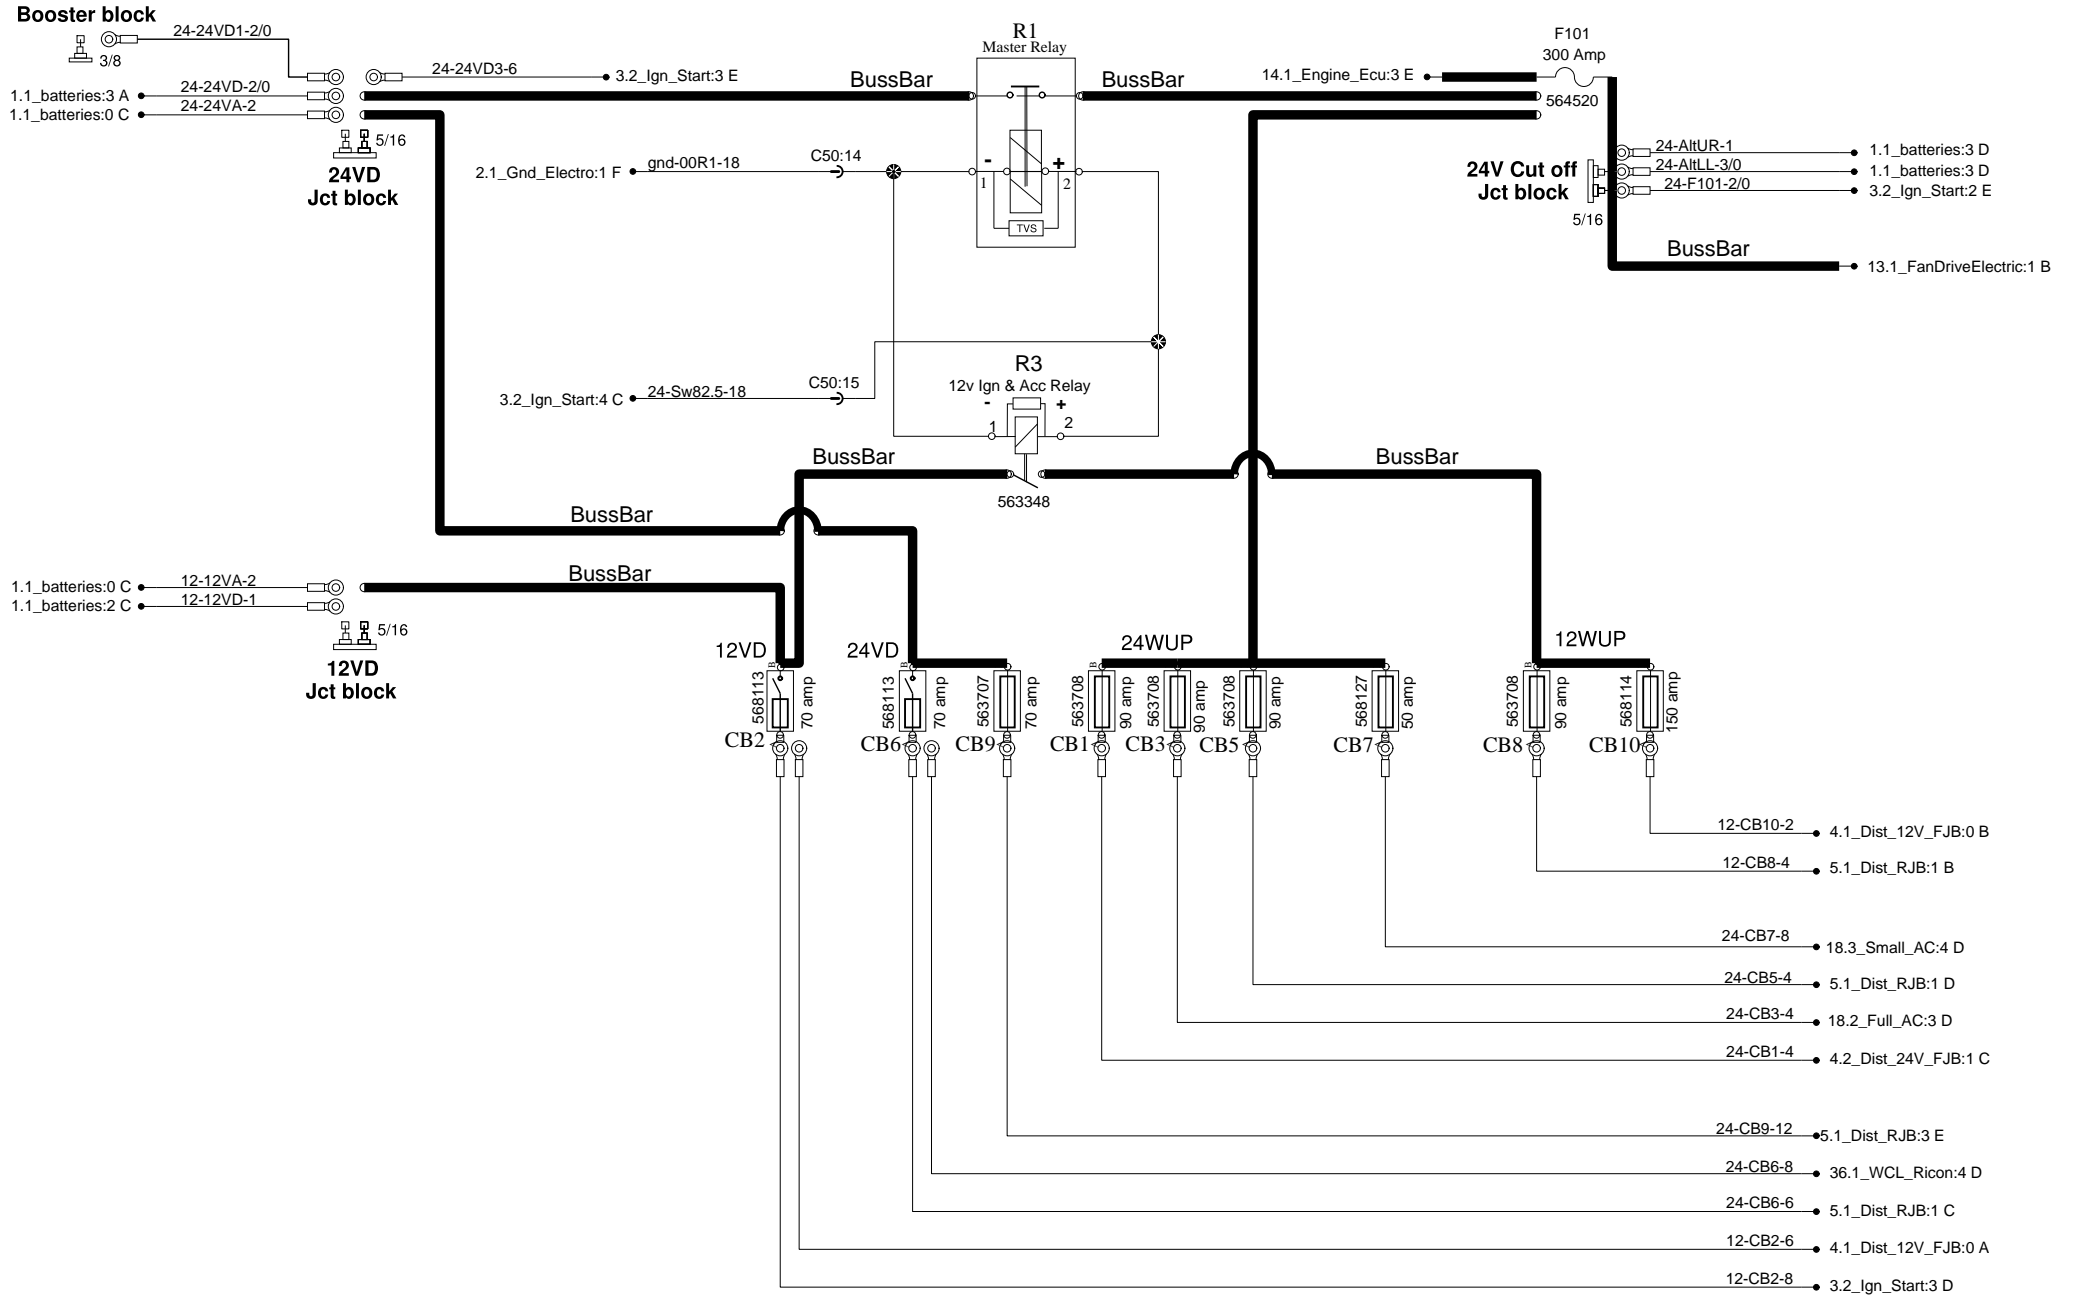 Booster block
24-24VD1-2/0
3/8
24-24VD3-6
3.2_Ign_Start:3 E
1.1_batteries:3 A
24-24VD-2/0
1.1_batteries:0 C
24-24VA-2
5/16
24VD
Jct block
BussBar
R1
Master Relay
BussBar
14.1_Engine_Ecu:3 E
F101
300 Amp
564520
2.1_Gnd_Electro:1 F
gnd-00R1-18
C50:14
-
+
1
2
TVS
24V Cut off
Jct block
5/16
24-AltUR-1
1.1_batteries:3 D
24-AltLL-3/0
1.1_batteries:3 D
24-F101-2/0
3.2_Ign_Start:2 E
BussBar
13.1_FanDriveElectric:1 B
3.2_Ign_Start:4 C
24-Sw82.5-18
C50:15
R3
12v Ign & Acc Relay
-
+
1
2
563348
BussBar
BussBar
BussBar
1.1_batteries:0 C
12-12VA-2
1.1_batteries:2 C
12-12VD-1
BussBar
5/16
12VD
Jct block
12VD
24VD
24WUP
12WUP
B
568113
70 amp
CB2
B
568113
70 amp
CB6
563707
70 amp
CB9
B
563708
90 amp
CB1
563708
90 amp
CB3
563708
90 amp
CB5
568127
50 amp
CB7
B
563708
90 amp
CB8
568114
150 amp
CB10
12-CB10-2
4.1_Dist_12V_FJB:0 B
12-CB8-4
5.1_Dist_RJB:1 B
24-CB7-8
18.3_Small_AC:4 D
24-CB5-4
5.1_Dist_RJB:1 D
24-CB3-4
18.2_Full_AC:3 D
24-CB1-4
4.2_Dist_24V_FJB:1 C
24-CB9-12
5.1_Dist_RJB:3 E
24-CB6-8
36.1_WCL_Ricon:4 D
24-CB6-6
5.1_Dist_RJB:1 C
12-CB2-6
4.1_Dist_12V_FJB:0 A
12-CB2-8
3.2_Ign_Start:3 D